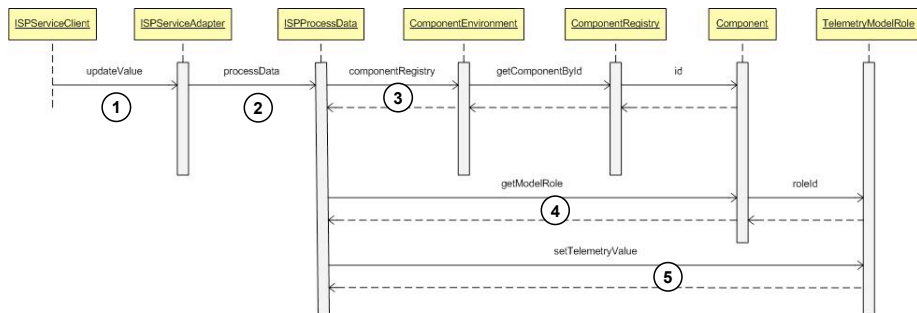 ISPServiceClient
ISPServiceAdapter
ISPProcessData
ComponentEnvironment
ComponentRegistry
Component
TelemetryModelRole
updateValue
processData
componentRegistry
getComponentById
id
1
2
3
getModelRole
roleId
4
setTelemetryValue
5